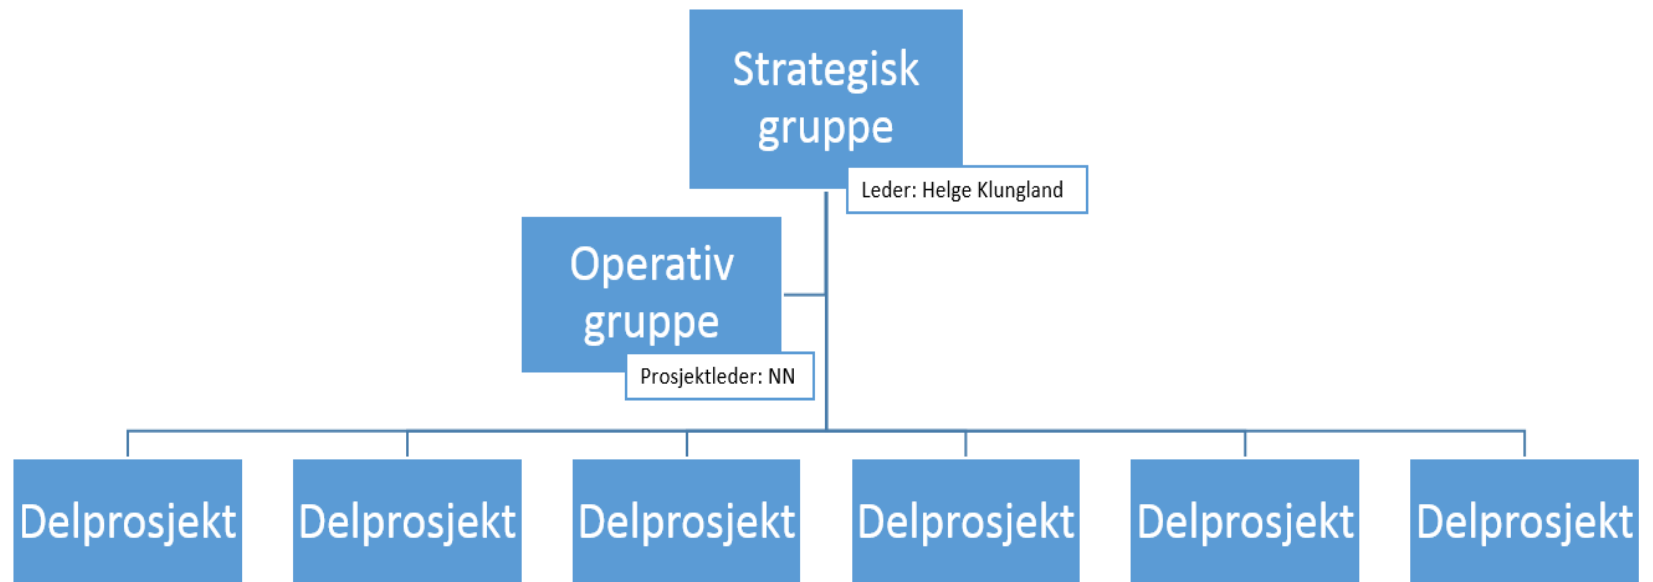 Strategisk
gruppe
Leder: Helge Klungland
Operativ
gruppe
Prosjektleder: NN
Delprosjekt
Delprosjekt
Delprosjekt
Delprosjekt
Delprosjekt
Delprosjekt